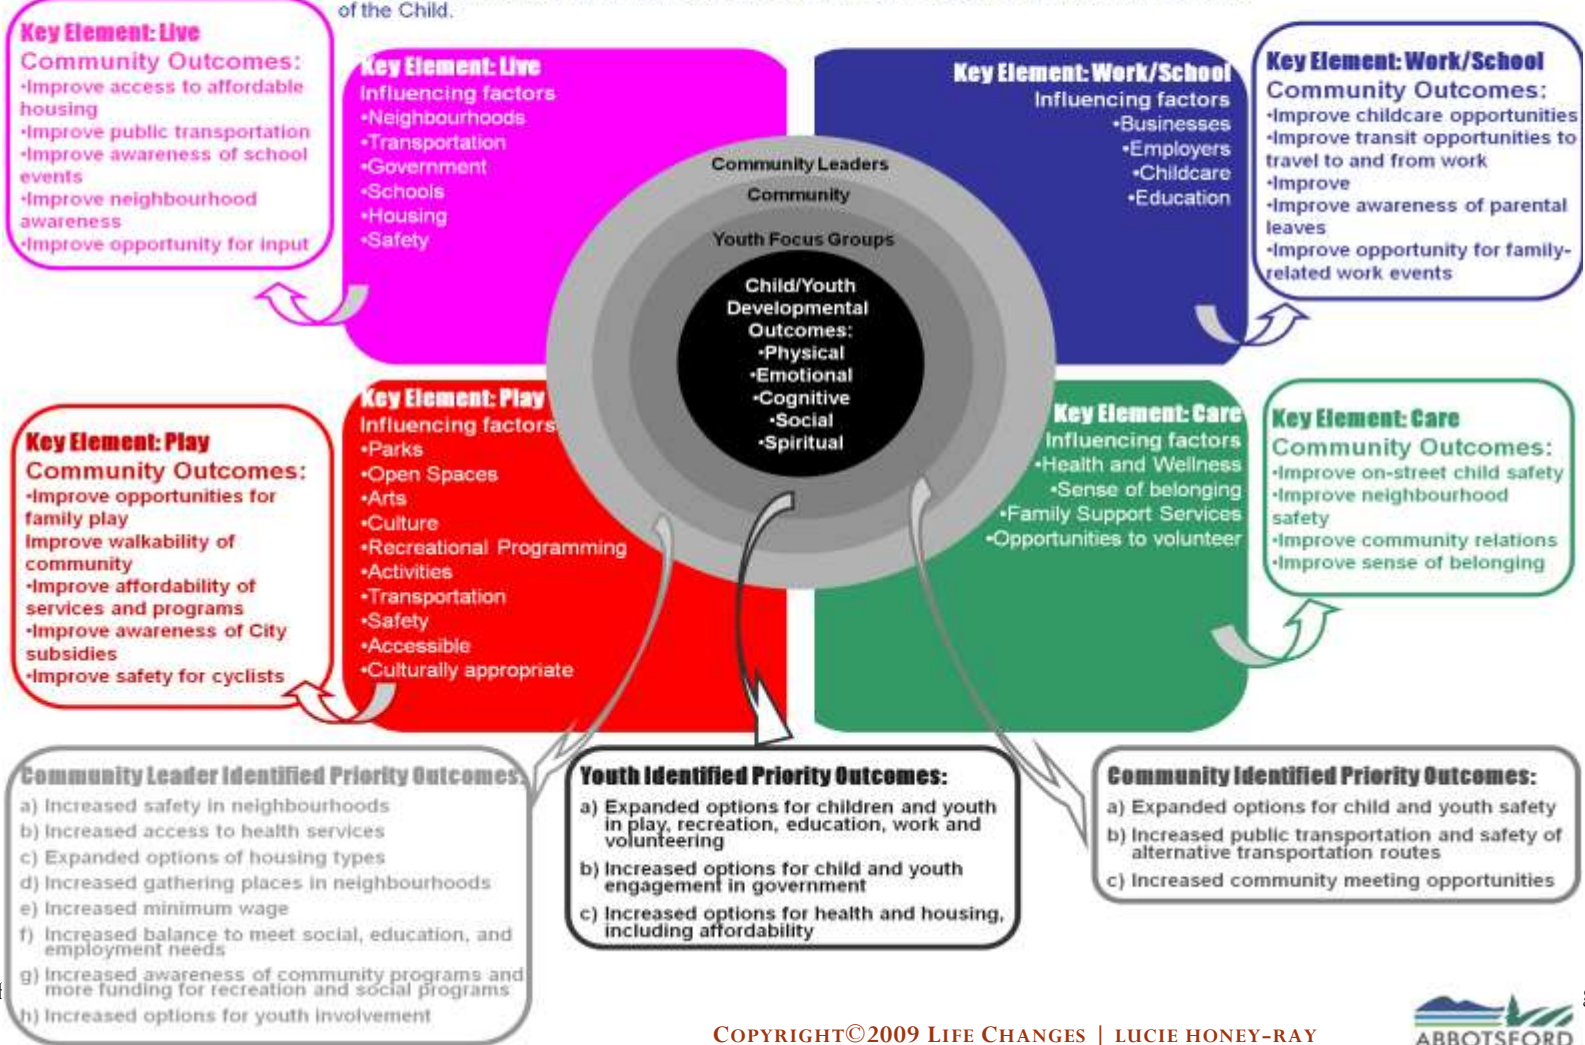 of the Child.
Key Element: Live
Community Outcomes:
•Improve access to affordable
housing
•Improve public transportation
•Improve awareness of school
events
•Improve neighbourhood
awareness
•Improve opportunity for input
Key Element: Live
Influencing factors
•Neighbourhoods
•Transportation
•Government
•Schools
•Housing
•Safety
Key Element: Work/School
Influencing factors
•Businesses
•Employers
•Childcare
•Education
Key Element: Work/School
Community Outcomes:
•Improve childcare opportunities
•Improve transit opportunities to
travel to and from work
•Improve
•Improve awareness of parental
leaves
•Improve opportunity for family-
related work events
Community Leaders
Community
Youth Focus Groups
Child/Youth
Developmental
Outcomes:
•Physical
•Emotional
•Cognitive
•Social
•Spiritual
Key Element: Play
Community Outcomes:
•Improve opportunities for
family play
Improve walkability of
community
•Improve affordability of
services and programs
•Improve awareness of City
subsidies
•Improve safety for cyclists
Key Element: Play
Influencing factors
•Parks
•Open Spaces
•Arts
•Culture
•Recreational Programming
•Activities
•Transportation
•Safety
•Accessible
•Culturally appropriate
Key Element: Care
Influencing factors
•Health and Wellness
•Sense of belonging
•Family Support Services
•Opportunities to volunteer
Key Element: Care
Community Outcomes:
•Improve on-street child safety
•Improve neighbourhood
safety
•Improve community relations
•Improve sense of belonging
Community Leader Identified Priority Outcomes:
a) Increased safety in neighbourhoods
b) Increased access to health services
c) Expanded options of housing types
d) Increased gathering places in neighbourhoods
e) Increased minimum wage
f) Increased balance to meet social, education, and
employment needs
g) Increased awareness of community programs and
more funding for recreation and social programs
h) Increased options for youth involvement
Youth Identified Priority Outcomes:
a) Expanded options for children and youth
in play, recreation, education, work and
volunteering
b) Increased options for child and youth
engagement in government
c) Increased options for health and housing,
including affordability
Community Identified Priority Outcomes:
a) Expanded options for child and youth safety
b) Increased public transportation and safety of
alternative transportation routes
c) Increased community meeting opportunities
COPYRIGHT©2009 LIFE CHANGES | LUCIE HONEY-RAY
ABBOTSFORD